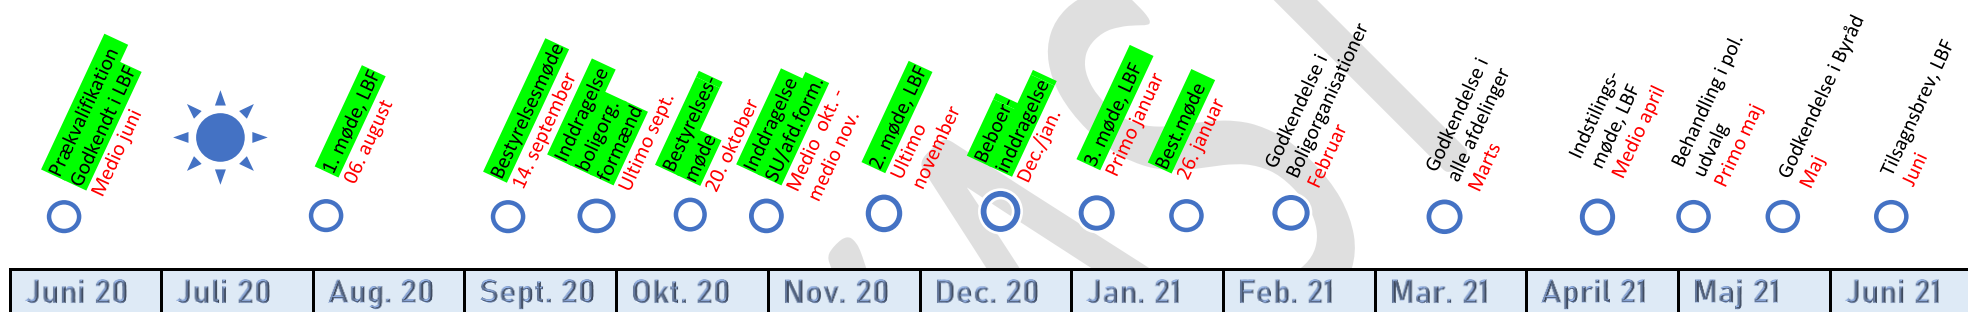 Prækvalifikation
Godkendt i LBF
Medio juni
1. møde, LBF
06. august
Bestyrelsesmøde
14. september
Inddragelse
boligorg.
formænd
Ultimo sept.
Bestyrelses-
møde
20. oktober
Inddragelse
SU/afd.form.
Medio okt. -
medio nov.
2. møde, LBF
Ultimo
november
Beboer-
inddragelse
Dec./jan.
3. møde, LBF
Primo januar
Best.møde
26. januar
Godkendelse i
Boligorganisationer
Februar
Godkendelse i
alle afdelinger
Marts
Indstillings-
møde, LBF
Medio april
Behandling i pol.
udvalg
Primo maj
Godkendelse i Byråd
Maj
Tilsagnsbrev, LBF
Juni
Juni 20
Juli 20
Aug. 20
Sept. 20
Okt. 20
Nov. 20
Dec. 20
Jan. 21
Feb. 21
Mar. 21
April 21
Maj 21
Juni 21